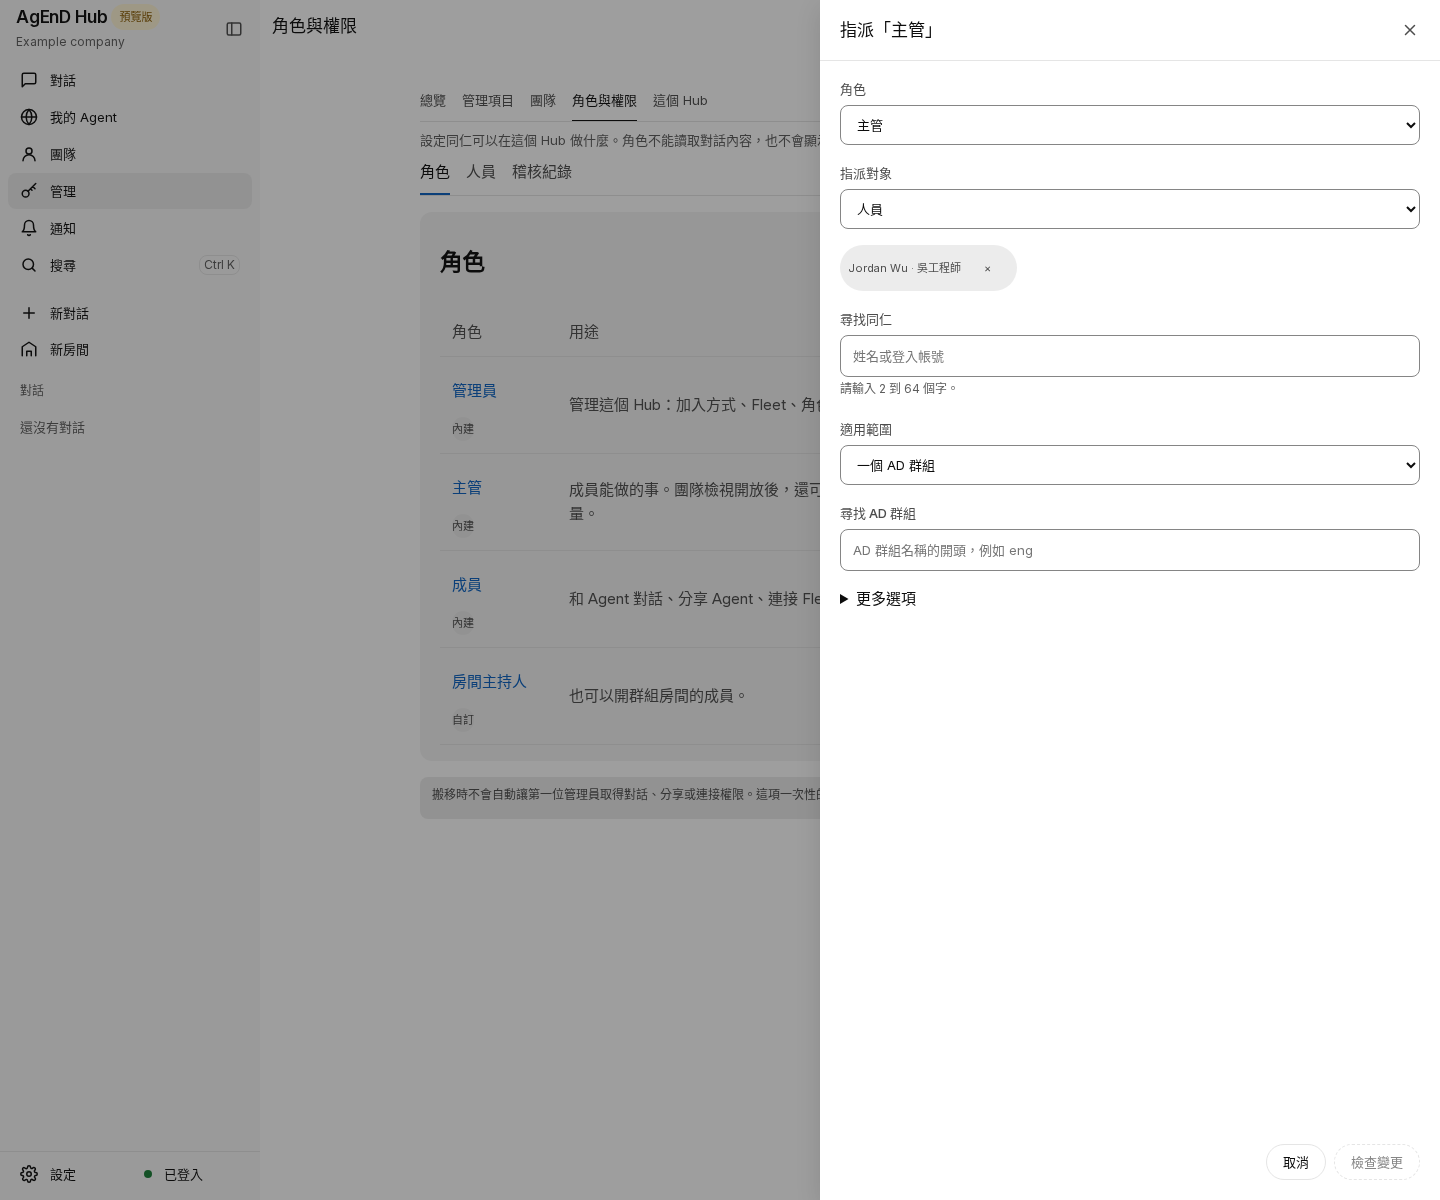 AgEnD Hub 預覽版
Example company
對話
我的 Agent
團隊
管理
通知
搜尋 Ctrl K
新對話
新房間
對話
還沒有對話
設定 已登入
角色與權限
總覽 管理項目 團隊 角色與權限 這個 Hub
設定同仁可以在這個 Hub 做什麼。角色不能讀取對話內容，也不會顯
角色 人員 稽核紀錄
角色
角色 用途
管理員
內建
管理這個 Hub：加入方式、Fleet、角
主管
內建
成員能做的事。團隊檢視開放後，還可
量。
成員
內建
和 Agent 對話、分享 Agent、連接 Fle
房間主持人
自訂
也可以開群組房間的成員。
搬移時不會自動讓第一位管理員取得對話、分享或連接權限。這項一次性
指派「主管」
角色
主管
指派對象
人員
Jordan Wu · 吳工程師 ×
尋找同仁
姓名或登入帳號
請輸入 2 到 64 個字。
適用範圍
一個 AD 群組
尋找 AD 群組
AD 群組名稱的開頭，例如 eng
更多選項
取消 檢查變更